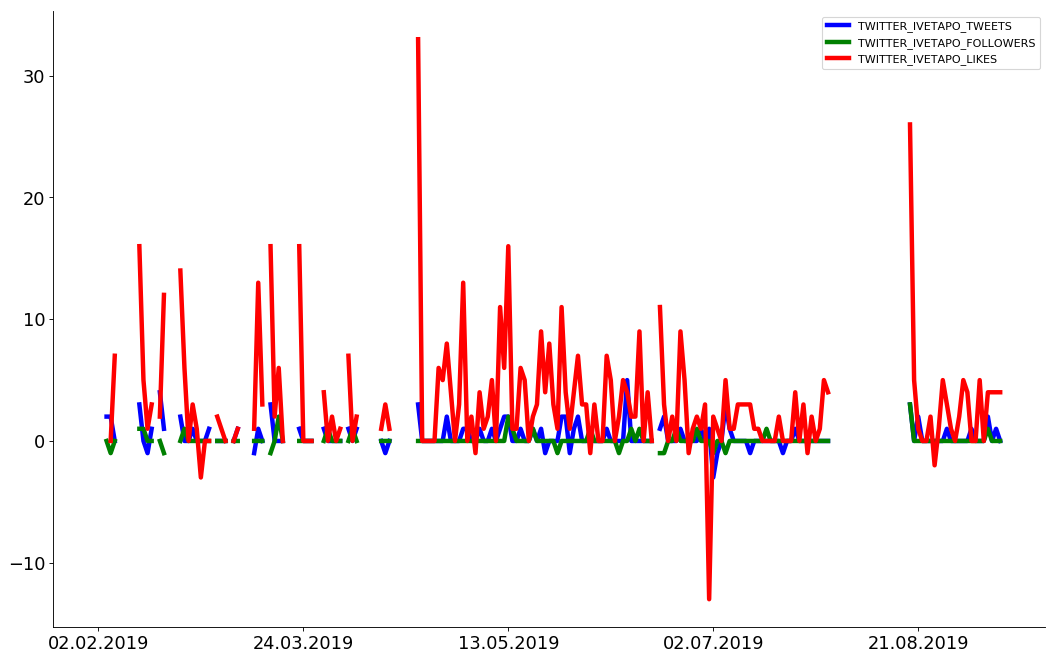 TWITTER_IVETAPO_TWEETS
TWITTER_IVETAPO_FOLLOWERS
TWITTER_IVETAPO_LIKES
30
20
10
0
−10
02.02.2019 24.03.2019 13.05.2019 02.07.2019 21.08.2019